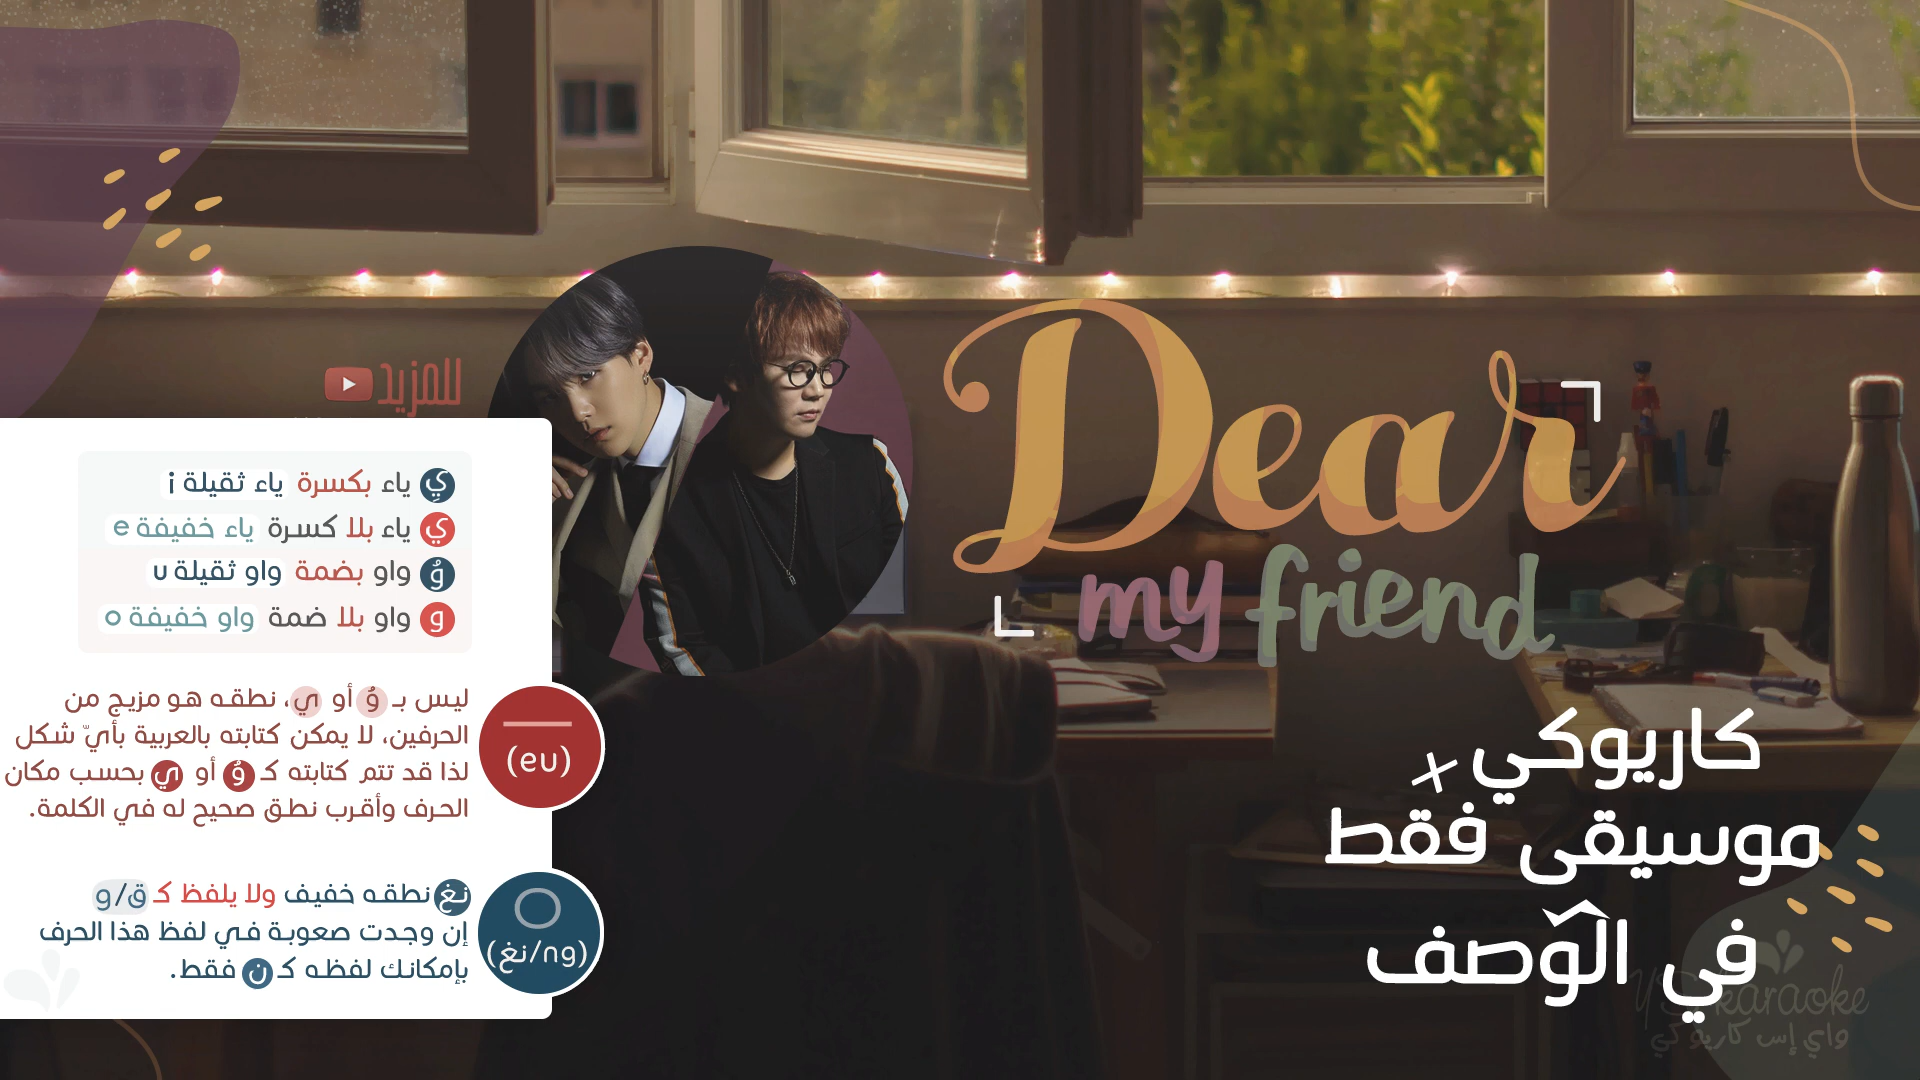 Dear
my friend
للمزيد
يِ ياء بكسرة ياء ثقيلة i
ي ياء بلا كسرة ياء خفيفة e
وُ واو بضمة واو ثقيلة u
و واو بلا ضمة واو خفيفة o
ㅡ
(eu)
ليس بـ وُ أو ي، نطقه هو مزيج من
الحرفين، لا يمكن كتابته بالعربية بأيّ شكل
لذا قد تتم كتابته كـ وُ أو ي بحسب مكان
الحرف وأقرب نطق صحيح له في الكلمة.
ㅇ
(نغ/ng)
نغ نطقه خفيف ولا يلفظ كـ ق/g
إن وجدت صعوبة في لفظ هذا الحرف
بإمكانك لفظه كـ ن فقط.
كاريوكي
موسيقى فقط
في الوصف
YS karaoke
واي إس كاريوكي